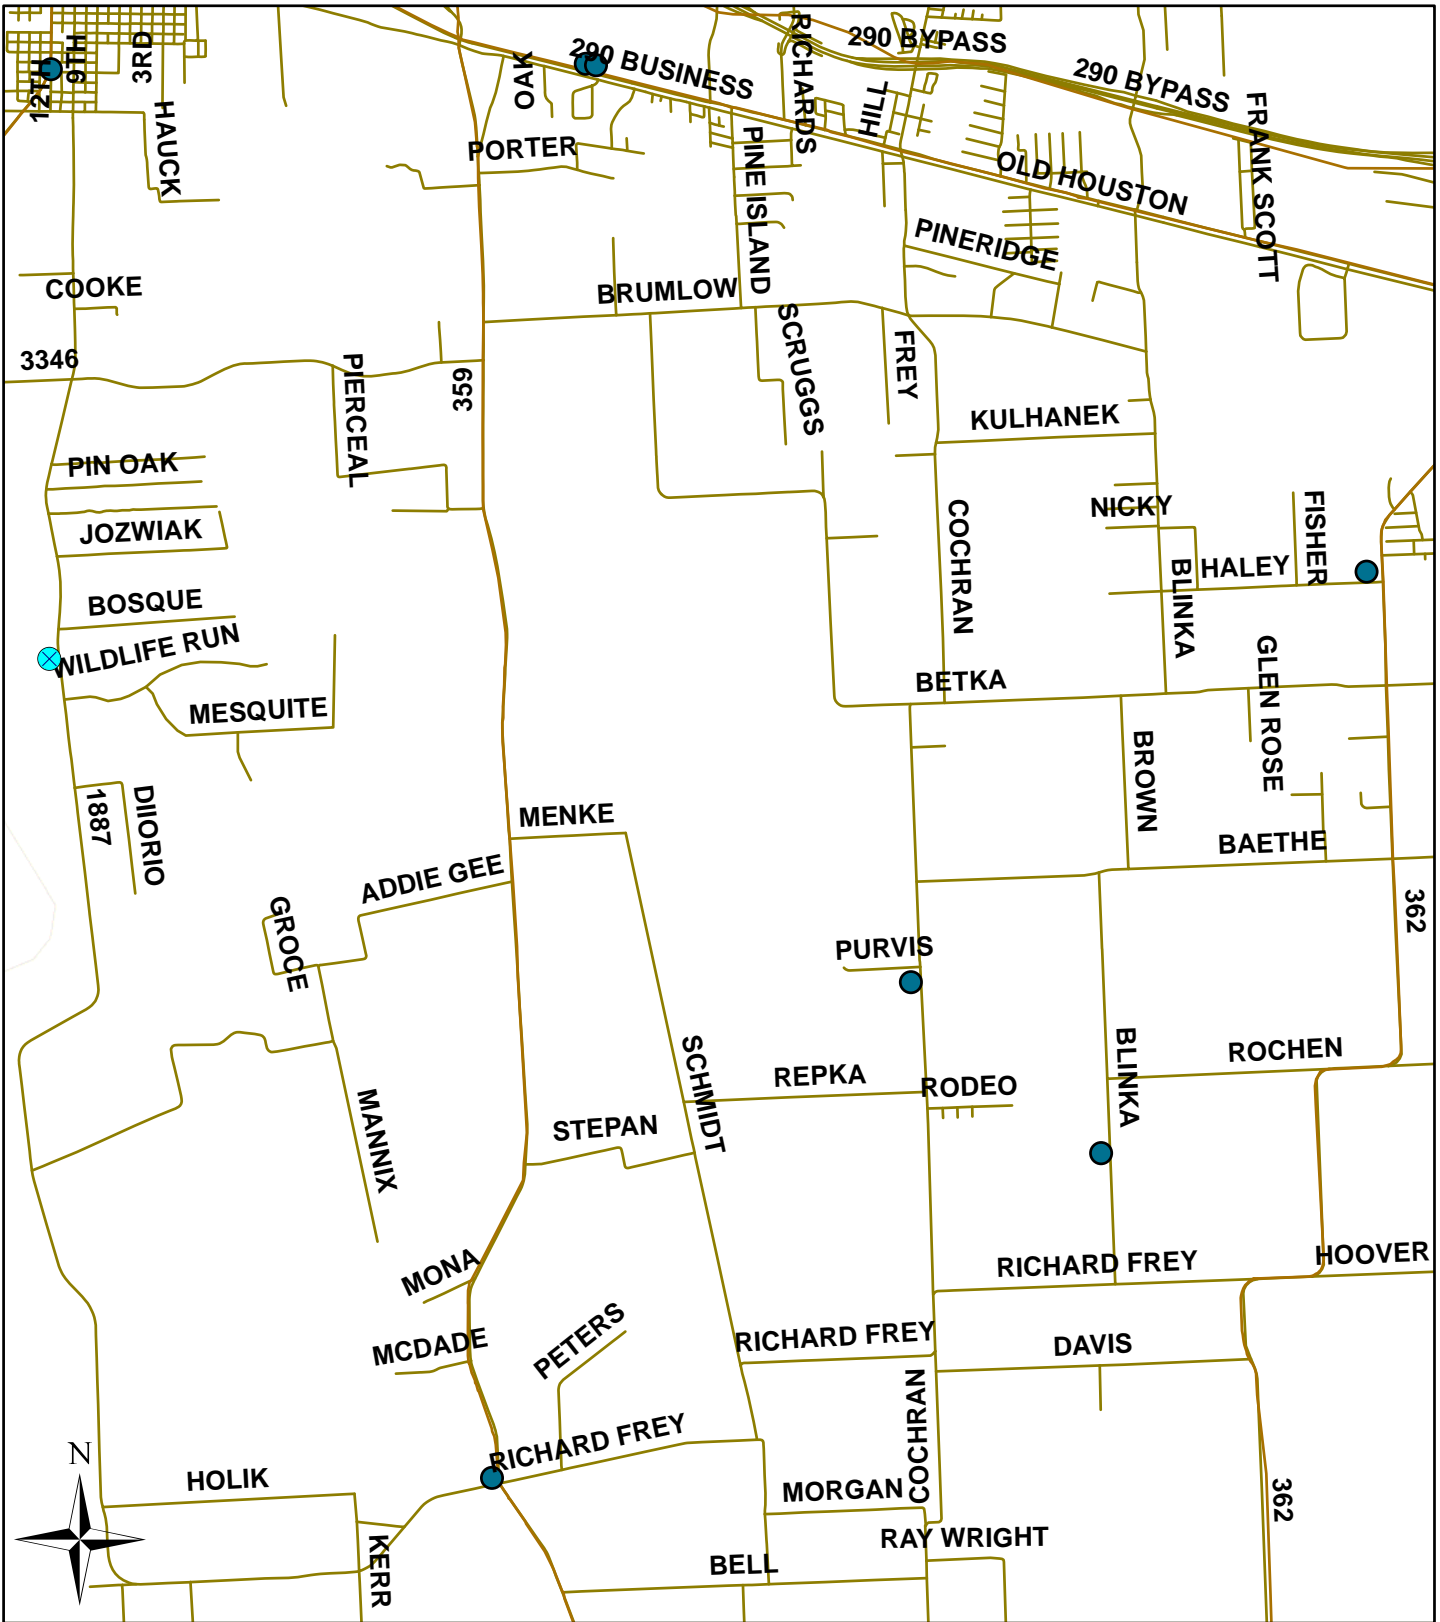 12TH
9TH
3RD
HAUCK
OAK
290 BUSINESS
RICHARDS
290 BYPASS
290 BYPASS
HILL
FRANK SCOTT
PORTER
PINE ISLAND
OLD HOUSTON
PINERIDGE
COOKE
BRUMLOW
SCRUGGS
FREY
3346
PIERCEAL
359
KULHANEK
PIN OAK
JOZWIAK
COCHRAN
NICKY
FISHER
HALEY
BLINKA
BOSQUE
WILDLIFE RUN
MESQUITE
BETKA
GLEN ROSE
BROWN
1887
DIIORIO
MENKE
BAETHE
ADDIE GEE
GROCE
362
PURVIS
SCHMIDT
REPKA
RODEO
BLINKA
ROCHEN
MANNIX
STEPAN
MONA
RICHARD FREY
HOOVER
MCDADE
PETERS
RICHARD FREY
DAVIS
COCHRAN
RICHARD FREY
N
HOLIK
MORGAN
362
KERR
RAY WRIGHT
BELL